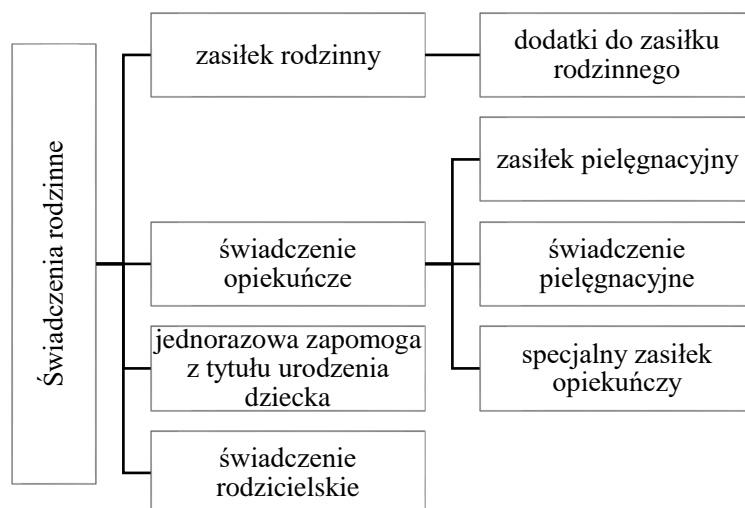 Świadczenia rodzinne
zasiłek rodzinny
dodatki do zasiłku
rodzinnego
świadczenie
opiekuńcze
zasiłek pielęgnacyjny
świadczenie
pielęgnacyjne
specjalny zasiłek
opiekuńczy
jednorazowa zapomoga
z tytułu urodzenia
dziecka
świadczenie
rodzicielskie